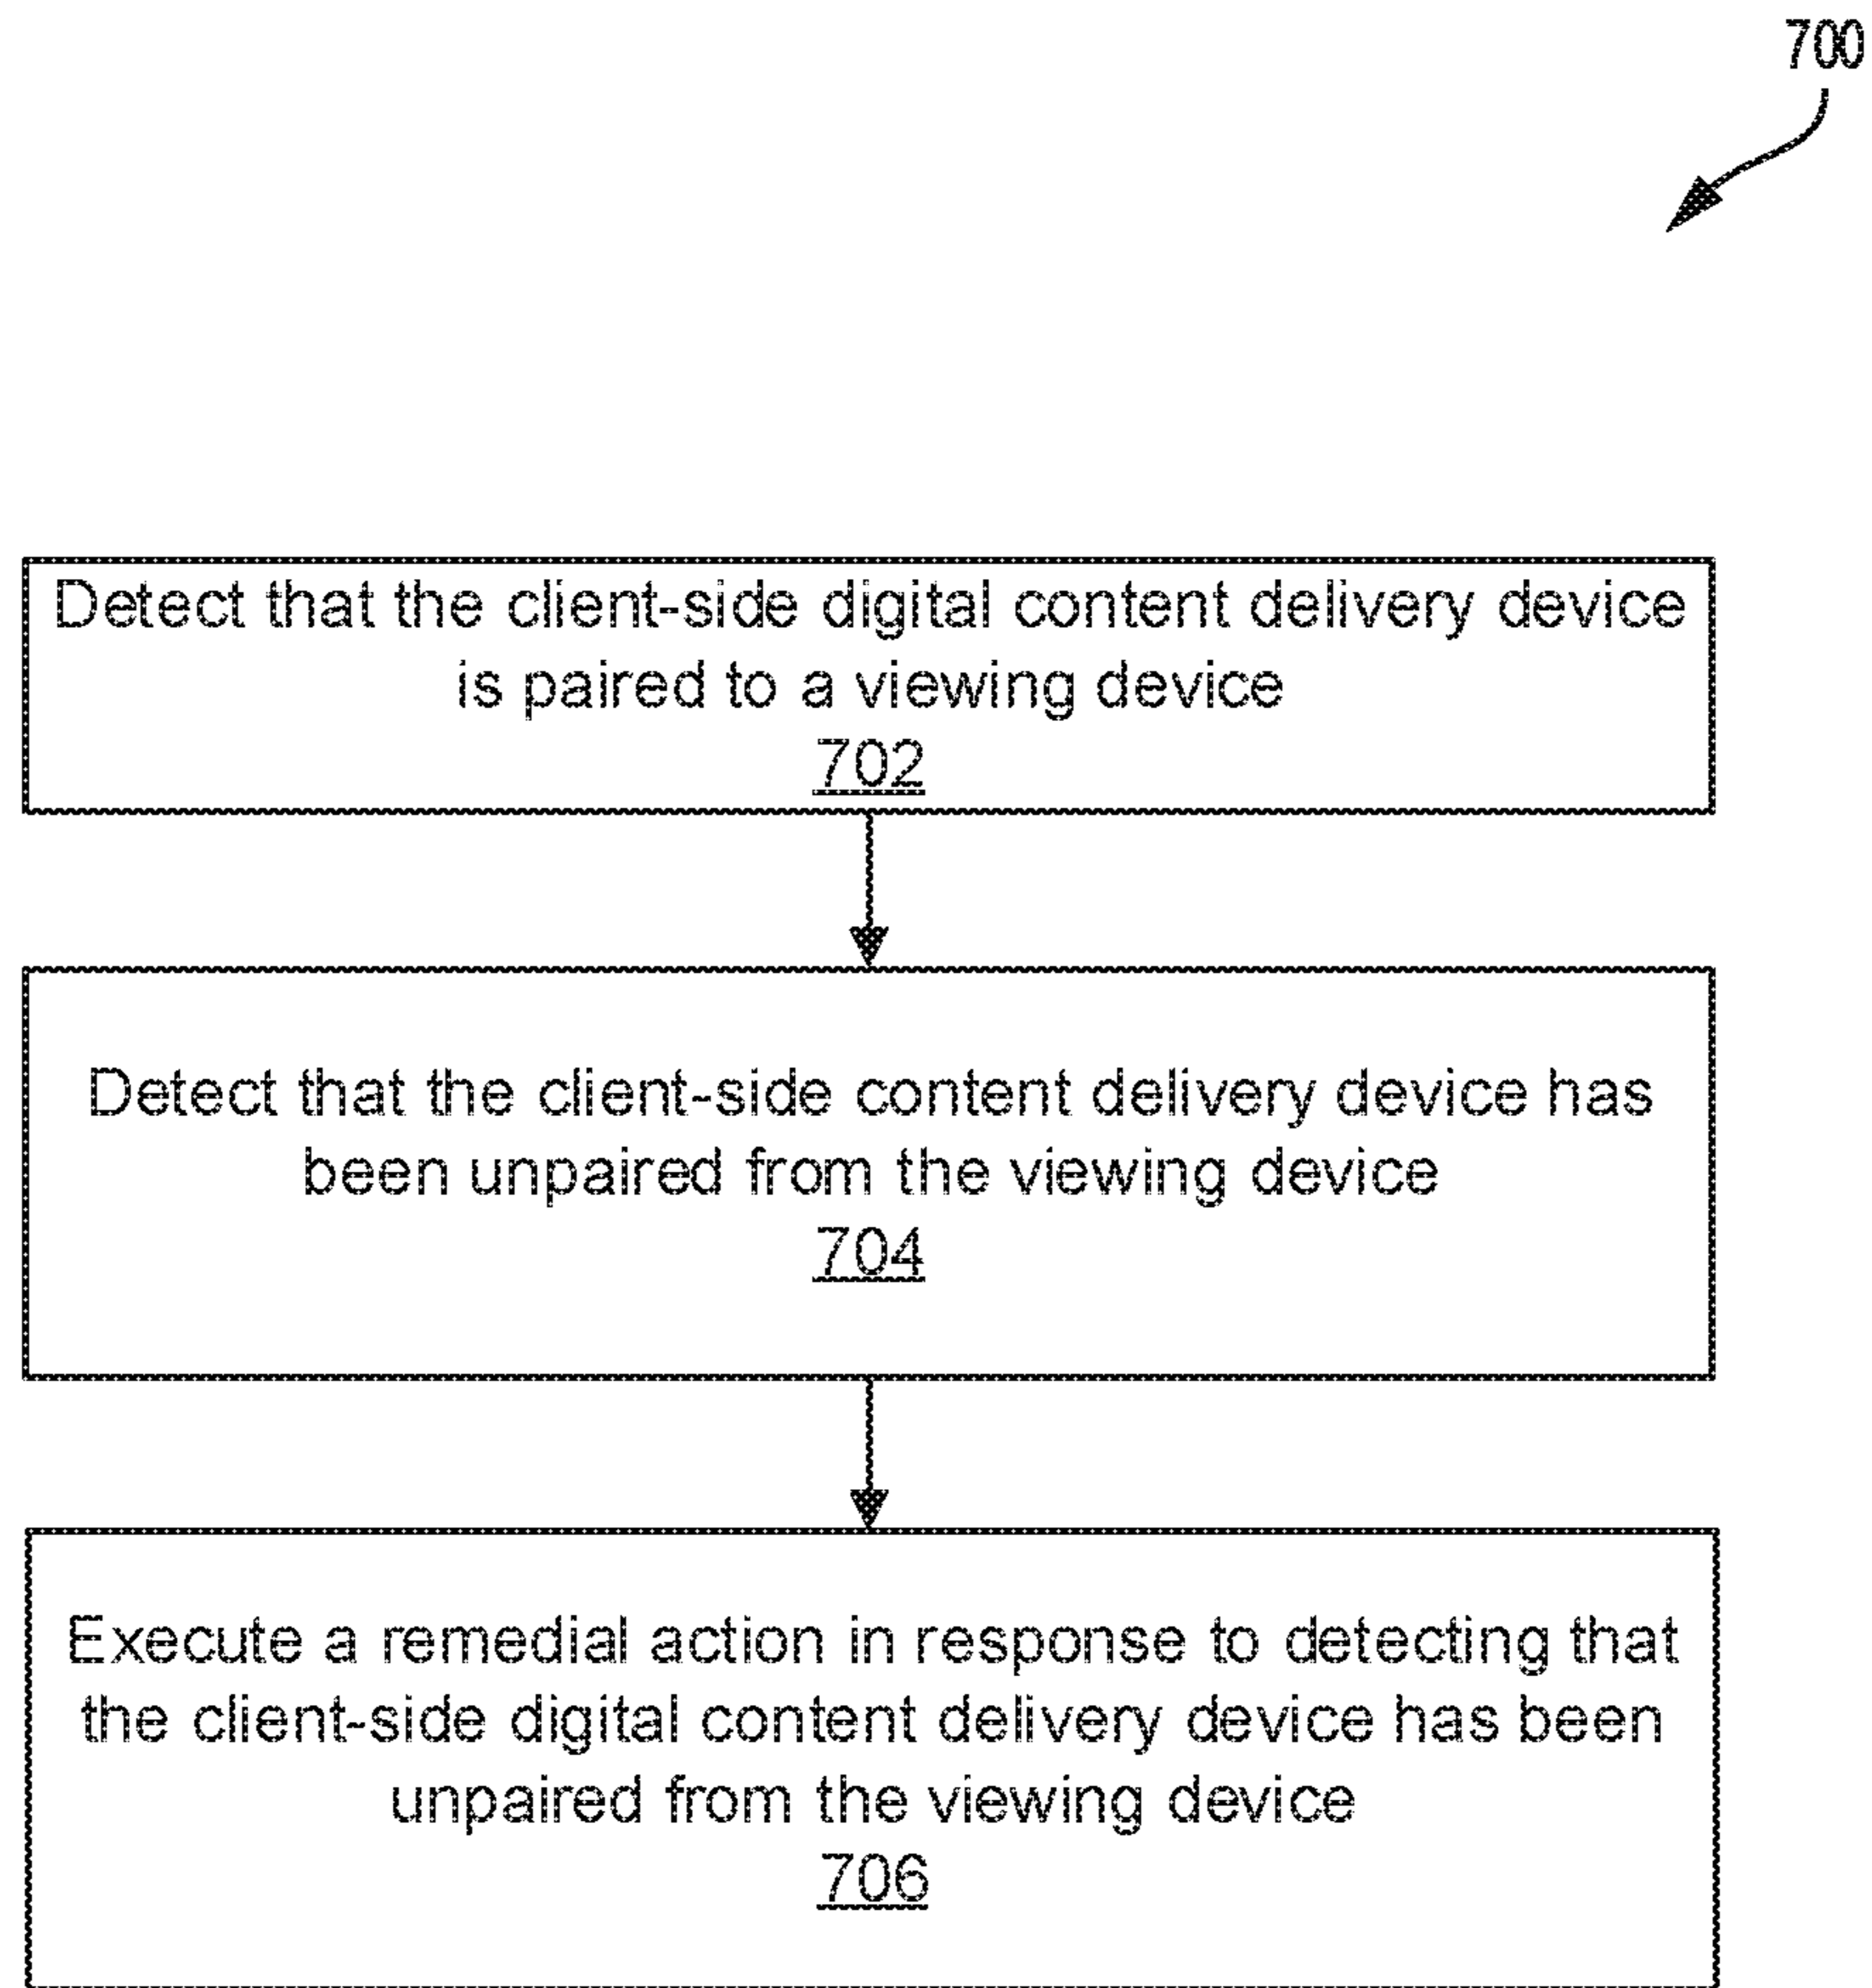 700
Detect that the client-side digital content delivery device
is paired to a viewing device
702
Detect that the client-side content delivery device has
been unpaired from the viewing device
704
Execute a remedial action in response to detecting that
the client-side digital content delivery device has been
unpaired from the viewing device
706